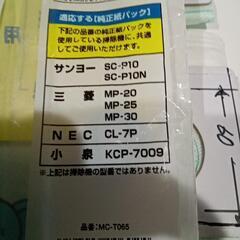 適応する【純正紙パック】
下記の品番の純正紙パックを
使用している掃除機に、共通
してご使用いただけます。
サンヨー SC-P10
SC-P10N
三菱 MP-20
MP-25
MP-30
NEC CL-7P
小泉 KCP-7009
※上記は掃除機の型番ではありません。
品番:MC-T065